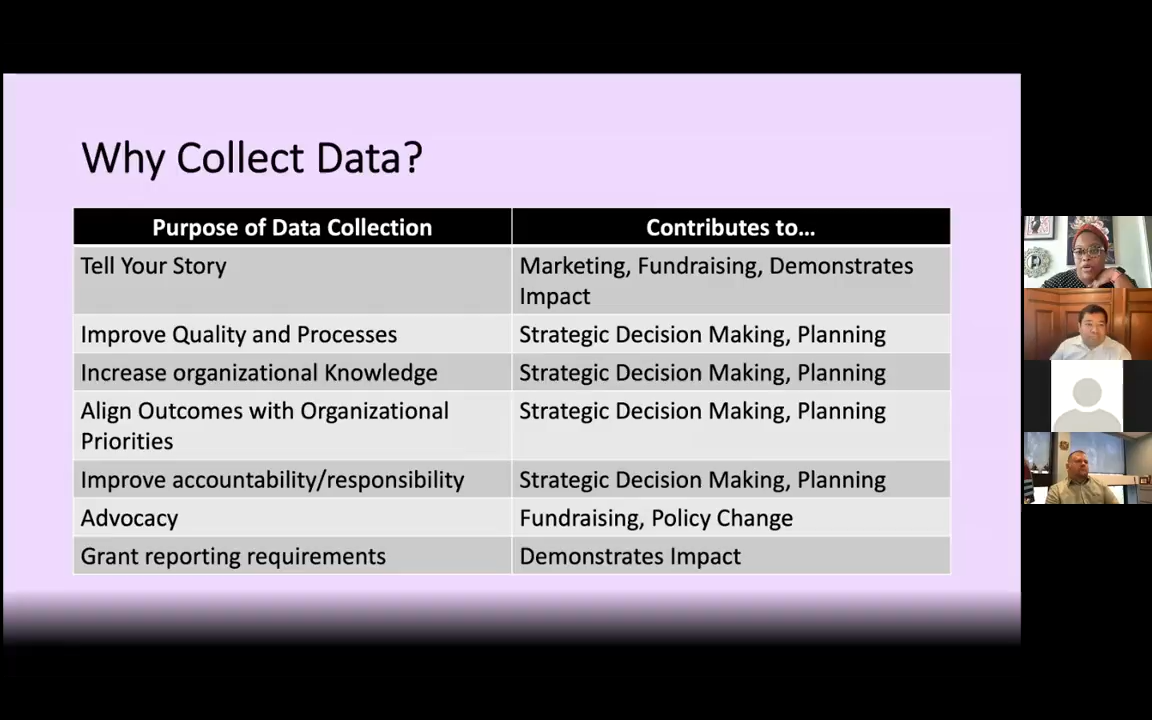 Why Collect Data?
Purpose of Data Collection
Contributes to...
Tell Your Story
Marketing, Fundraising, Demonstrates
Impact
Improve Quality and Processes
Strategic Decision Making, Planning
Increase organizational Knowledge
Strategic Decision Making, Planning
Align Outcomes with Organizational
Priorities
Strategic Decision Making, Planning
Improve accountability/responsibility
Strategic Decision Making, Planning
Advocacy
Fundraising, Policy Change
Grant reporting requirements
Demonstrates Impact